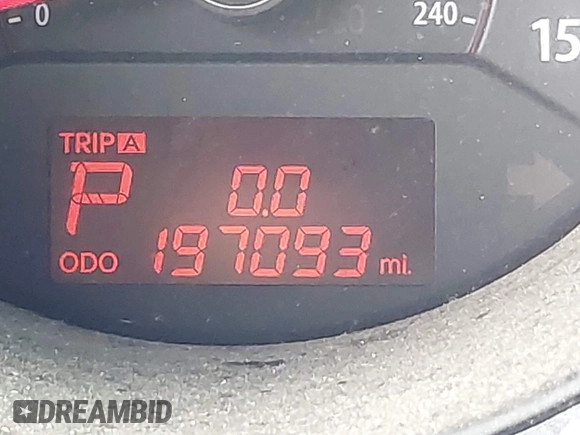 0 240 15
TRIP A
P 0.0
ODO 197093 mi.
DREAMBID